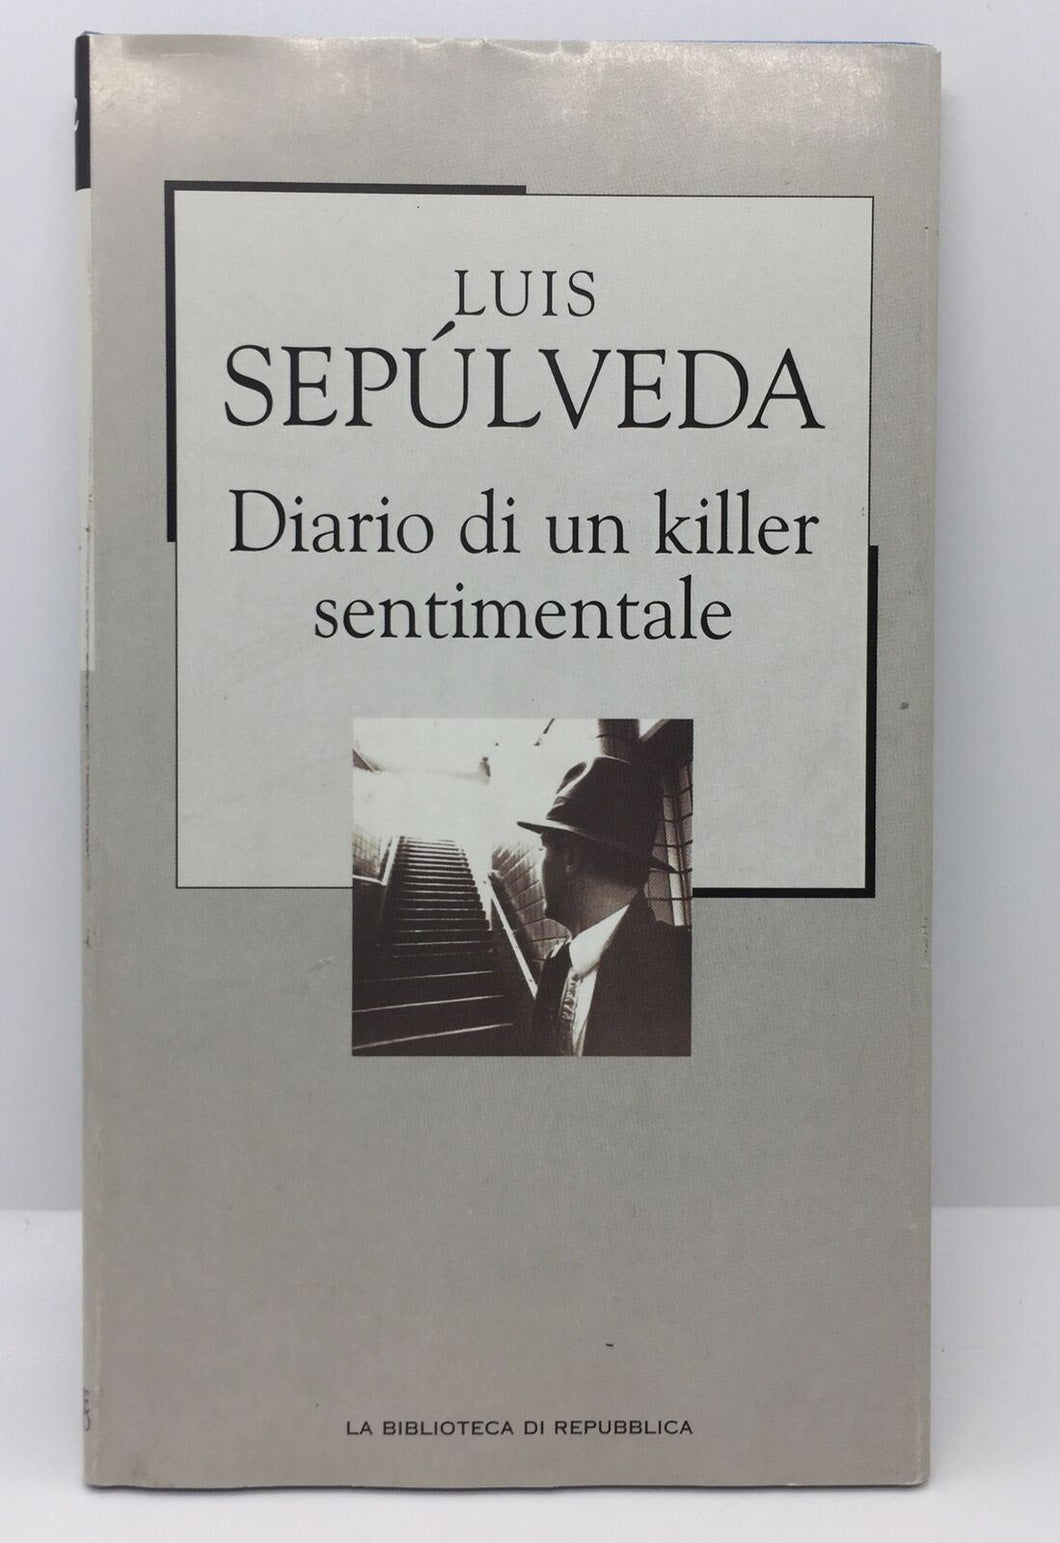 LUIS
SEPÚLVEDA
Diario di un killer
sentimentale
LA BIBLIOTECA DI REPUBBLICA